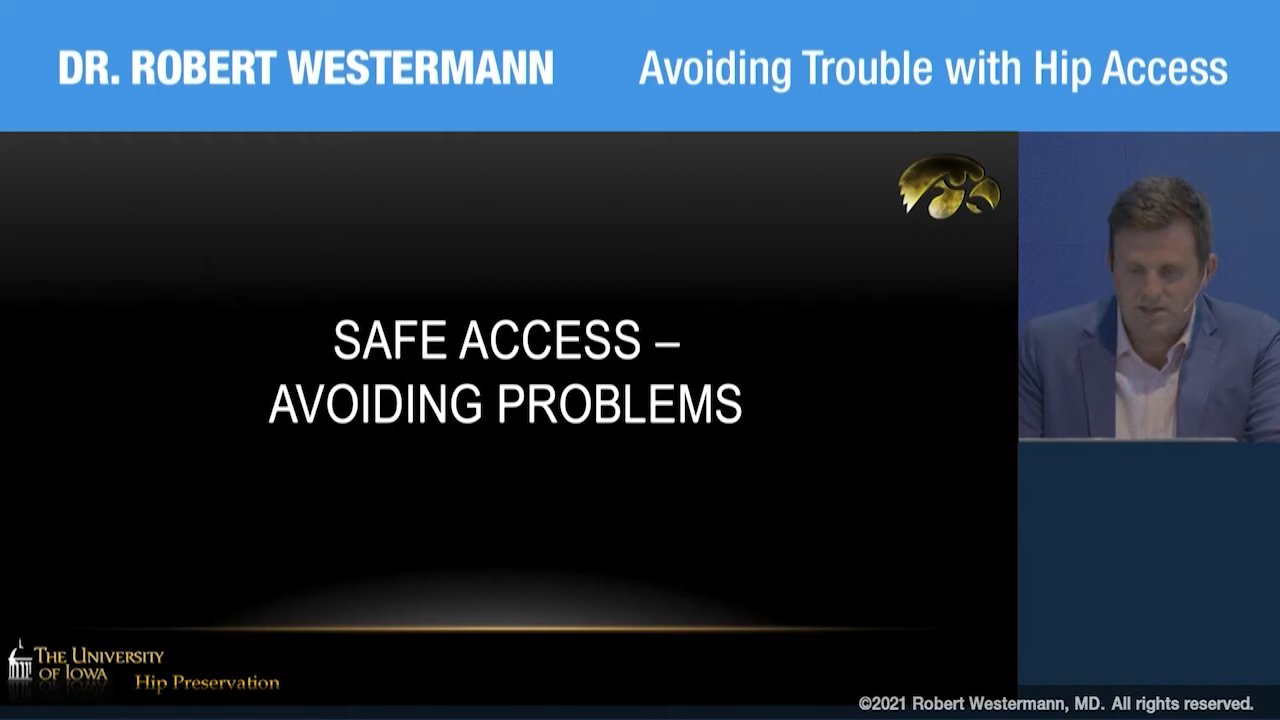 DR. ROBERT WESTERMANN
Avoiding Trouble with Hip Access
SAFE ACCESS –
AVOIDING PROBLEMS
THE UNIVERSITY
OF IOWA
Hip Preservation
©2021 Robert Westermann, MD. All rights reserved.